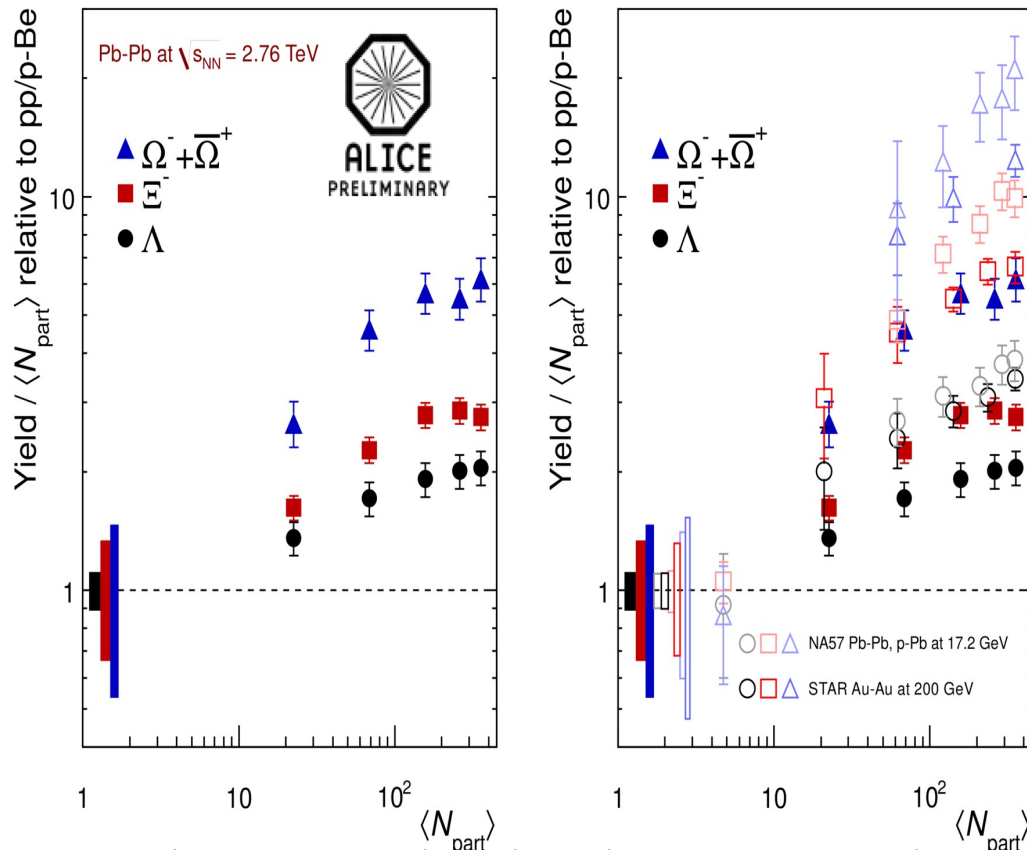 Yield / ⟨N_part⟩ relative to pp/p-Be
Pb-Pb at √s_NN = 2.76 TeV
ALICE
PRELIMINARY
Ω⁻+Ω̅⁺
Ξ⁻
Λ
10
1
1
10
10²
⟨N_part⟩
Yield / ⟨N_part⟩ relative to pp/p-Be
Ω⁻+Ω̅⁺
Ξ⁻
Λ
10
1
NA57 Pb-Pb, p-Pb at 17.2 GeV
STAR Au-Au at 200 GeV
1
10
10²
⟨N_part⟩